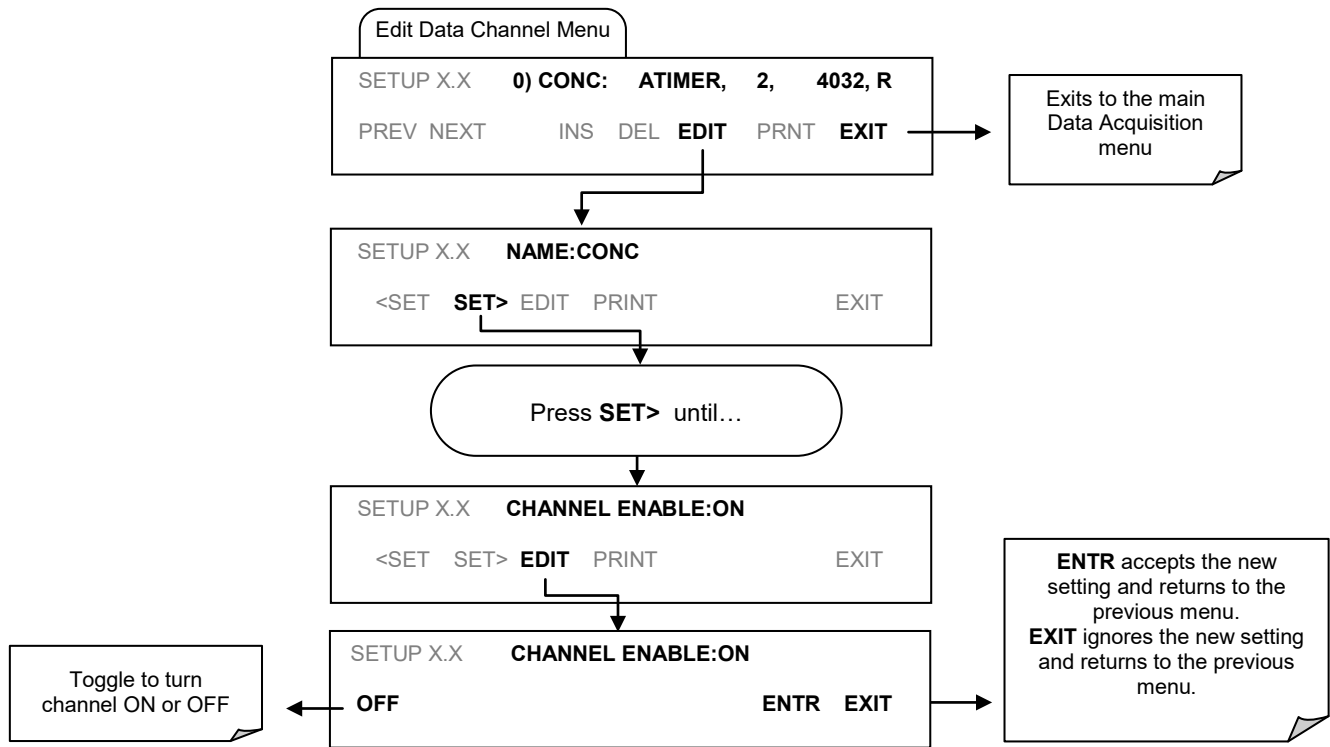 Edit Data Channel Menu
SETUP X.X 0) CONC: ATIMER, 2, 4032, R
PREV NEXT INS DEL EDIT PRNT EXIT
Exits to the main
Data Acquisition
menu
SETUP X.X NAME:CONC
<SET SET> EDIT PRINT EXIT
Press SET> until…
SETUP X.X CHANNEL ENABLE:ON
<SET SET> EDIT PRINT EXIT
SETUP X.X CHANNEL ENABLE:ON
OFF ENTR EXIT
Toggle to turn
channel ON or OFF
ENTR accepts the new
setting and returns to the
previous menu.
EXIT ignores the new setting
and returns to the previous
menu.